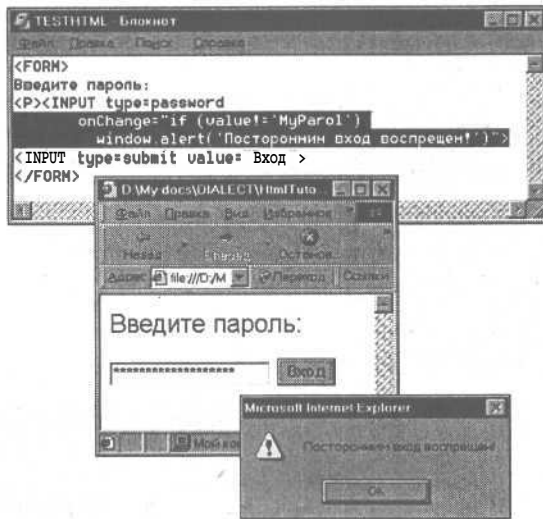 TESTHTML - Блокнот
Файл Правка Поиск Справка
<FORM>
Введите пароль:
<P><INPUT type=password
onChange="if (value!='MyParol')
window.alert('Посторонним вход воспрещен!')">
<INPUT type=submit value= Вход >
</FORM>
D:\My docs\DIALECT\HtmlTuto...
Файл Правка Вид Избранное
Назад Вперед Останов...
Адрес file:///D:/M Переход Ссылки
Введите пароль:
******************* Вход
Мой ко
Microsoft Internet Explorer
Посторонним вход воспрещен!
OK